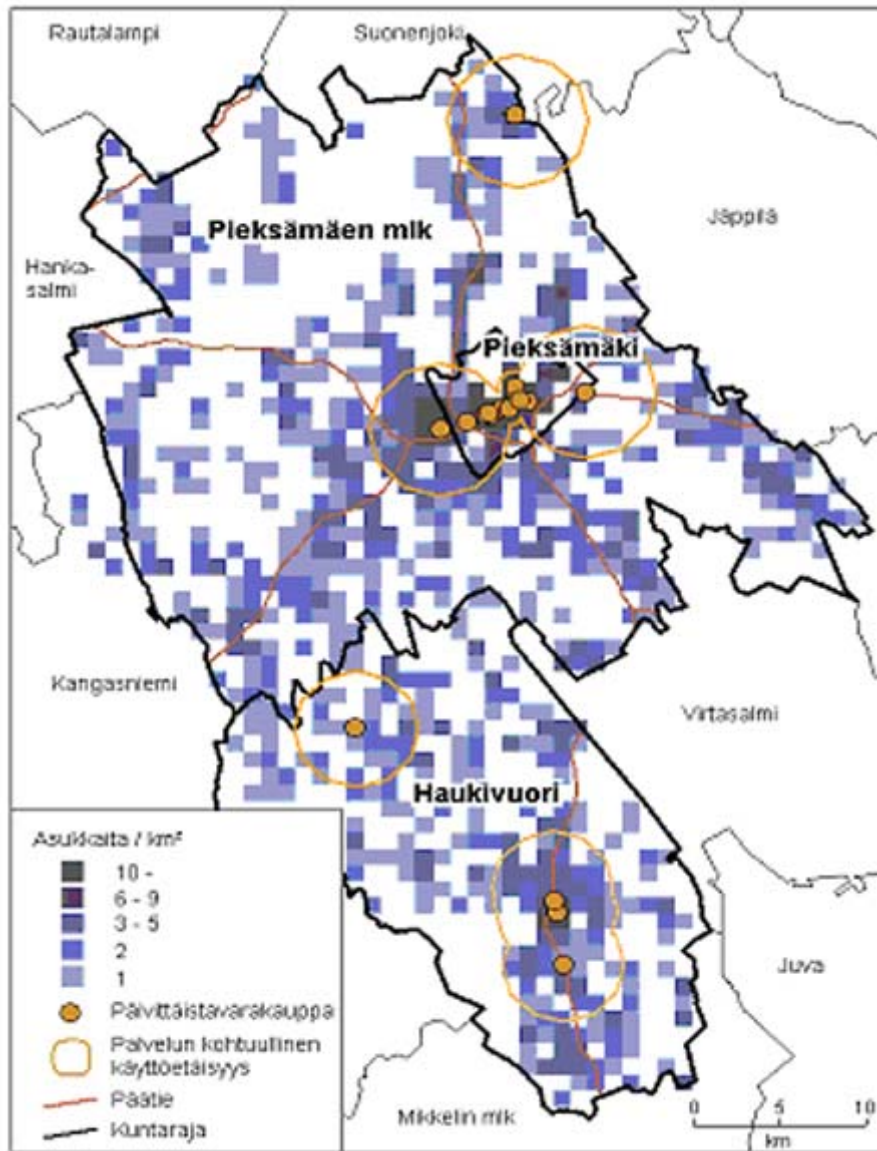 Rautalampi
Suonenjoki
Pieksämäen mlk
Jäppilä
Hanka-
salmi
Pieksämäki
Kangasniemi
Virtasalmi
Haukivuori
Asukkaita / km²
10 -
6 - 9
3 - 5
2
1
Päivittäistavarakauppa
Palvelun kohtuullinen
käyttöetäisyys
Päätie
Kuntaraja
Juva
Mikkelin mlk
0 5 10
km